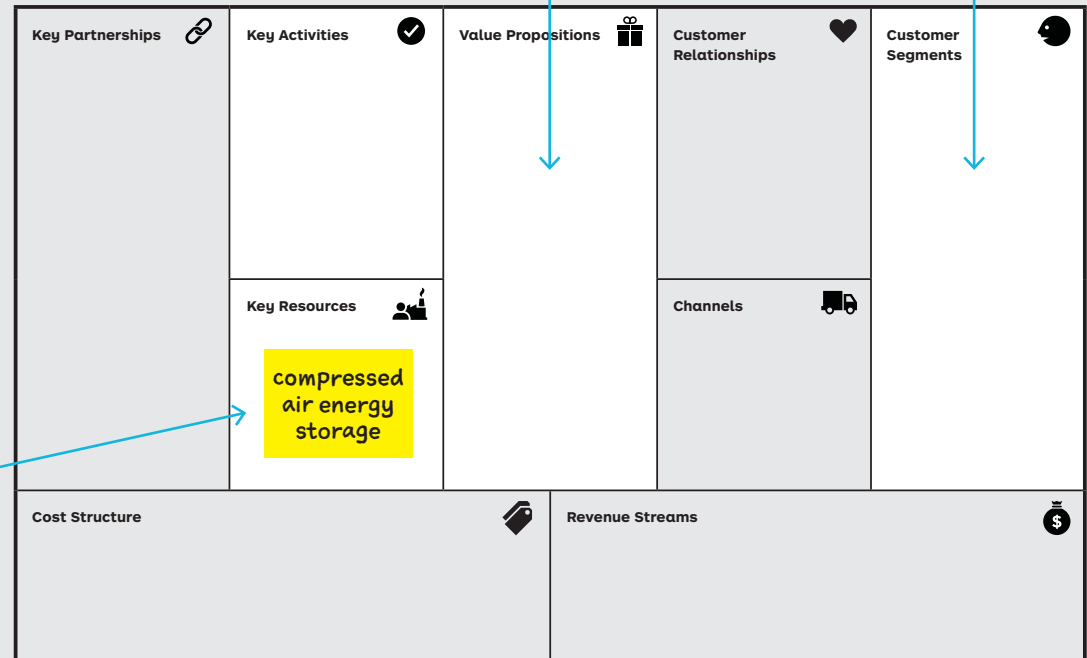 Key Partnerships
Key Activities
Value Propositions
Customer
Relationships
Customer
Segments
Key Resources
compressed
air energy
storage
Channels
Cost Structure
Revenue Streams
$